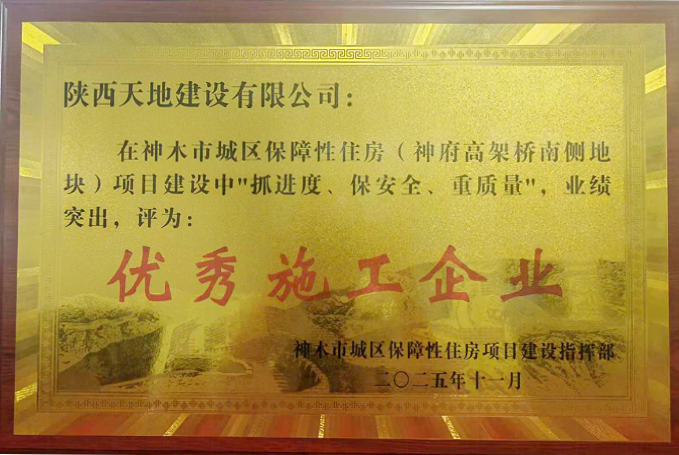 陕西天地建设有限公司：
在神木市城区保障性住房（神府高架桥南侧地
块）项目建设中"抓进度、保安全、重质量"，业绩
突出，评为：
优秀施工企业
神木市城区保障性住房项目建设指挥部
二〇二五年十一月